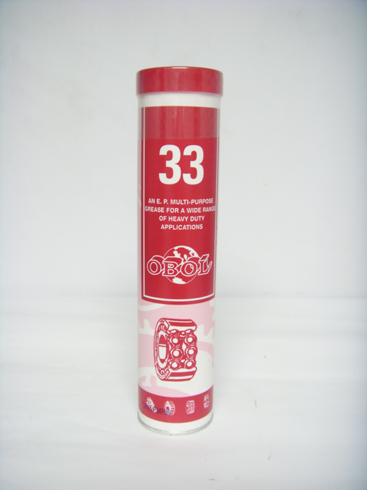 33
AN E. P. MULTI-PURPOSE
GREASE FOR A WIDE RANGE
OF HEAVY DUTY
APPLICATIONS
OBOL